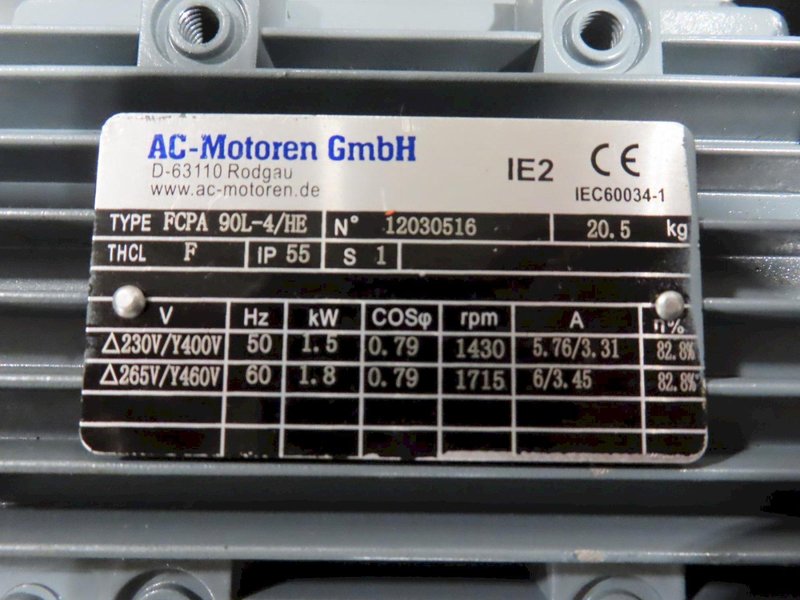 AC-Motoren GmbH
D-63110 Rodgau
www.ac-motoren.de
IE2 CE
IEC60034-1
TYPE FCPA 90L-4/HE N° 12030516 20.5 kg
THCL F IP 55 S 1
V Hz kW COSφ rpm A η%
△230V/Y400V 50 1.5 0.79 1430 5.76/3.31 82.8%
△265V/Y460V 60 1.8 0.79 1715 6/3.45 82.8%